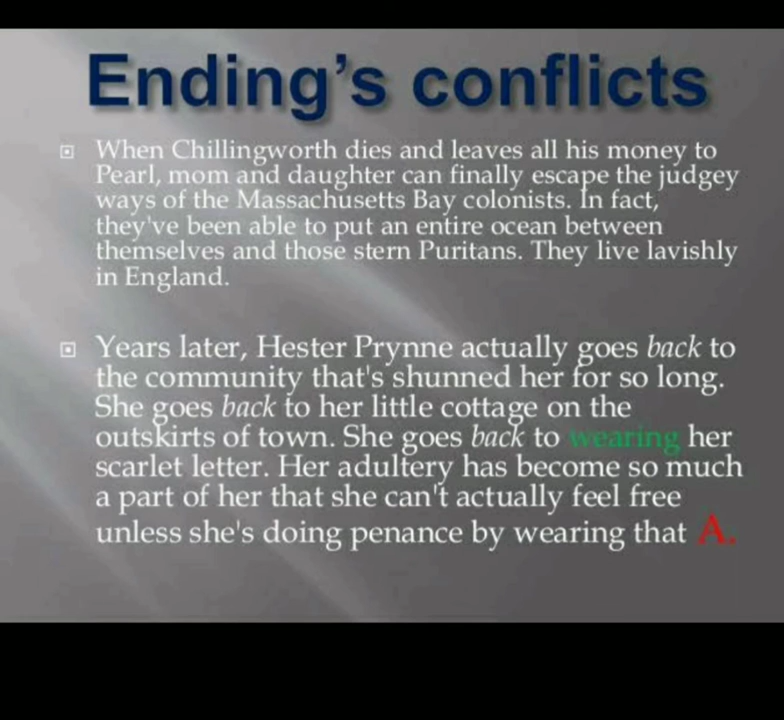 Ending's conflicts
When Chillingworth dies and leaves all his money to
Pearl, mom and daughter can finally escape the judgey
ways of the Massachusetts Bay colonists. In fact,
they've been able to put an entire ocean between
themselves and those stern Puritans. They live lavishly
in England.
Years later, Hester Prynne actually goes back to
the community that's shunned her for so long.
She goes back to her little cottage on the
outskirts of town. She goes back to wearing her
scarlet letter. Her adultery has become so much
a part of her that she can't actually feel free
unless she's doing penance by wearing that A.